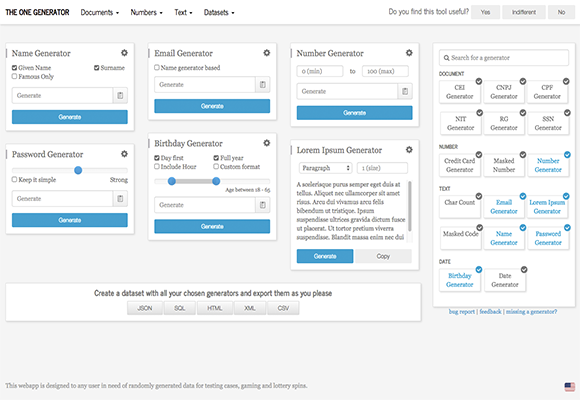 THE ONE GENERATOR Documents Numbers Text Datasets Do you find this tool useful? Yes Indifferent No
Name Generator
Given Name Surname
Famous Only
Generate
Generate
Email Generator
Name generator based
Generate
Generate
Number Generator
0 (min) to 100 (max)
Generate
Generate
Password Generator
Keep it simple Strong
Generate
Generate
Birthday Generator
Day first Full year
Include Hour Custom format
Age between 18 - 65
Generate
Generate
Lorem Ipsum Generator
Paragraph 1 (size)
A scelerisque purus semper eget duis at
tellus. Aliquet nec ullamcorper sit amet
risus. Arcu dui vivamus arcu felis
bibendum ut tristique. Ipsum
suspendisse ultrices gravida dictum fusce
ut placerat. Ut tortor pretium viverra
suspendisse. Blandit massa enim nec dui
Generate Copy
Search for a generator
DOCUMENT
CEI Generator
CNPJ Generator
CPF Generator
NIT Generator
RG Generator
SSN Generator
NUMBER
Credit Card Generator
Masked Number
Number Generator
TEXT
Char Count
Email Generator
Lorem Ipsum Generator
Masked Code
Name Generator
Password Generator
DATE
Birthday Generator
Date Generator
bug report | feedback | missing a generator?
Create a dataset with all your chosen generators and export them as you please
JSON SQL HTML XML CSV
This webapp is designed to any user in need of randomly generated data for testing cases, gaming and lottery spins.